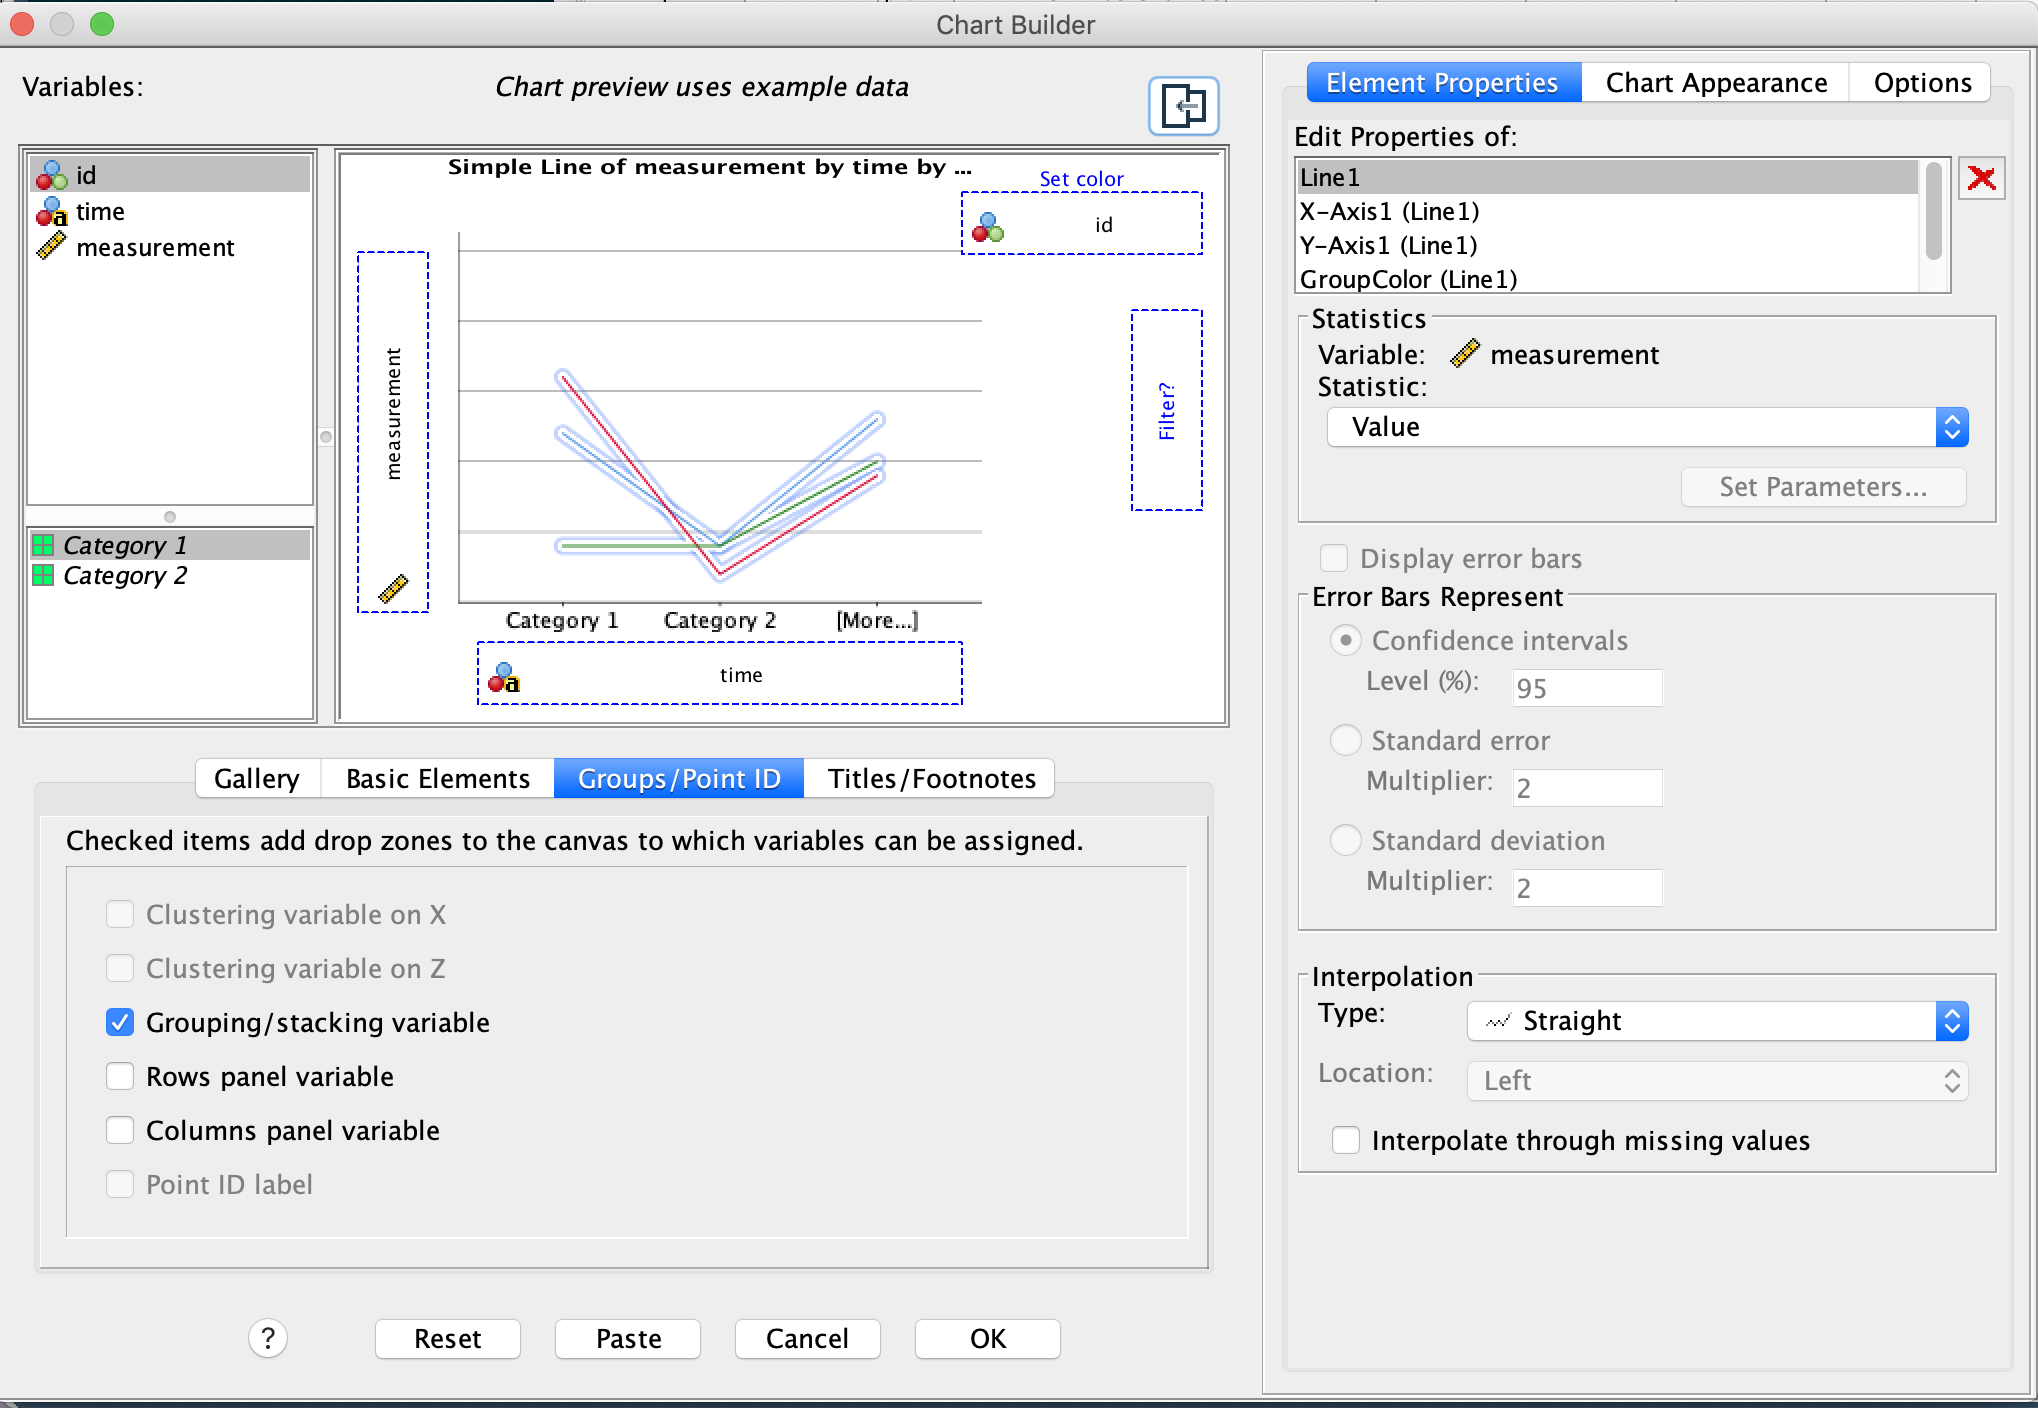 Chart Builder
Variables:
Chart preview uses example data
id
time
measurement
Category 1
Category 2
Simple Line of measurement by time by ...
Set color
id
measurement
Filter?
Category 1 Category 2 [More...]
a time
Gallery Basic Elements Groups/Point ID Titles/Footnotes
Checked items add drop zones to the canvas to which variables can be assigned.
Clustering variable on X
Clustering variable on Z
Grouping/stacking variable
Rows panel variable
Columns panel variable
Point ID label
? Reset Paste Cancel OK
Element Properties Chart Appearance Options
Edit Properties of:
Line1
X-Axis1 (Line1)
Y-Axis1 (Line1)
GroupColor (Line1)
Statistics
Variable: measurement
Statistic:
Value
Set Parameters...
Display error bars
Error Bars Represent
Confidence intervals
Level (%): 95
Standard error
Multiplier: 2
Standard deviation
Multiplier: 2
Interpolation
Type: Straight
Location: Left
Interpolate through missing values